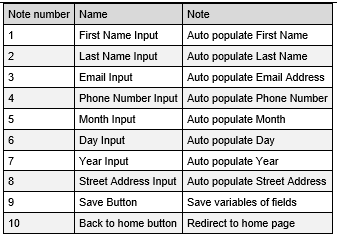 Note number Name Note
1 First Name Input Auto populate First Name
2 Last Name Input Auto populate Last Name
3 Email Input Auto populate Email Address
4 Phone Number Input Auto populate Phone Number
5 Month Input Auto populate Month
6 Day Input Auto populate Day
7 Year Input Auto populate Year
8 Street Address Input Auto populate Street Address
9 Save Button Save variables of fields
10 Back to home button Redirect to home page